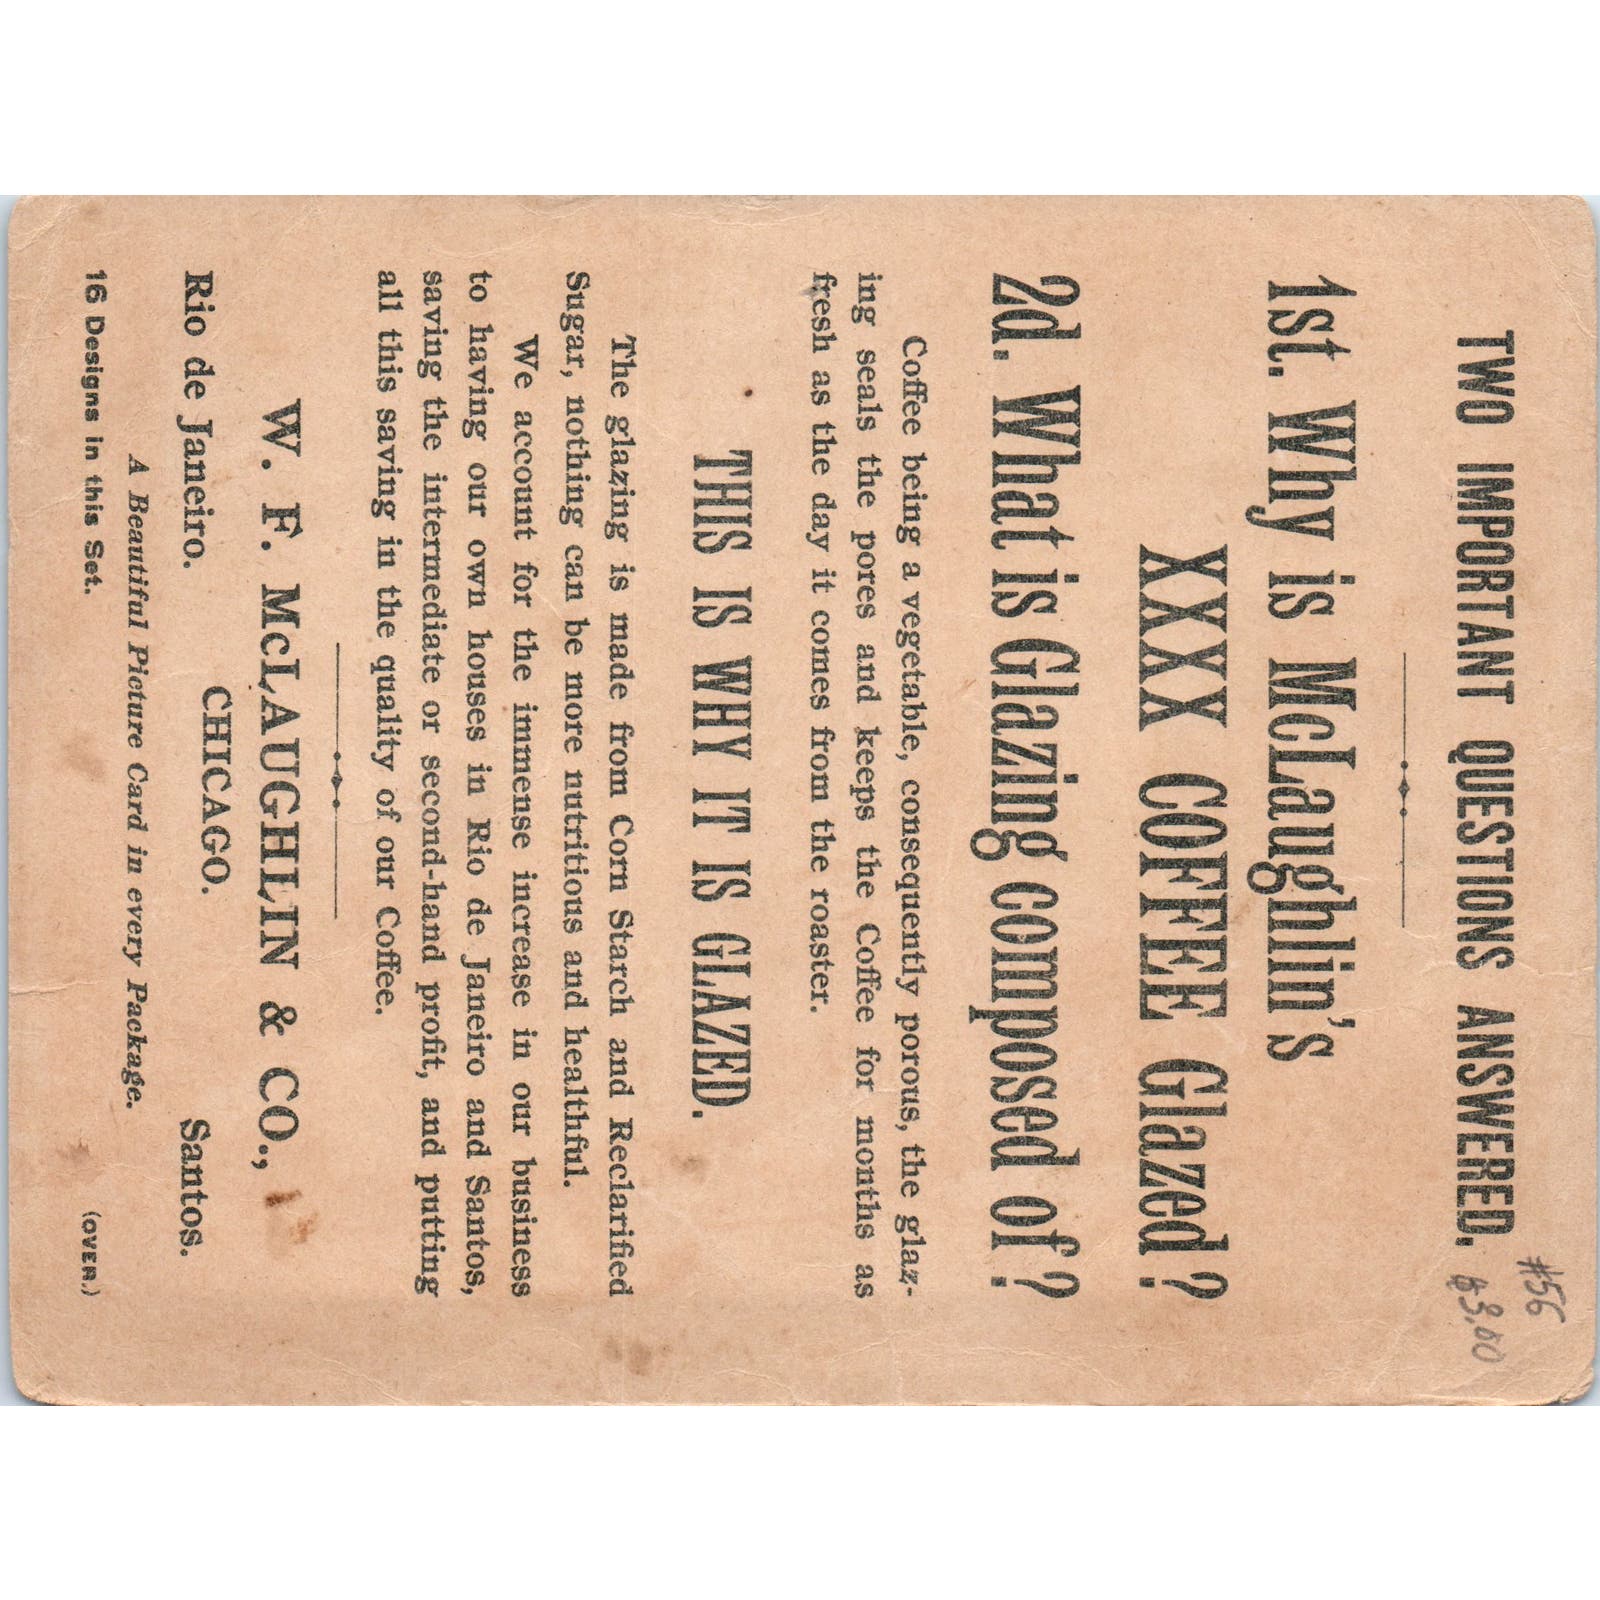 #56
TWO IMPORTANT QUESTIONS ANSWERED. $3.00
1st. Why is McLaughlin's
XXXX COFFEE Glazed?
2d. What is Glazing composed of?
Coffee being a vegetable, consequently porous, the glaz-
ing seals the pores and keeps the Coffee for months as
fresh as the day it comes from the roaster.
THIS IS WHY IT IS GLAZED.
The glazing is made from Corn Starch and Reclarified
Sugar, nothing can be more nutritious and healthful.
We account for the immense increase in our business
to having our own houses in Rio de Janeiro and Santos,
saving the intermediate or second-hand profit, and putting
all this saving in the quality of our Coffee.
W. F. McLAUGHLIN & CO.,
CHICAGO.
Rio de Janeiro. Santos.
A Beautiful Picture Card in every Package.
16 Designs in this Set. (OVER.)